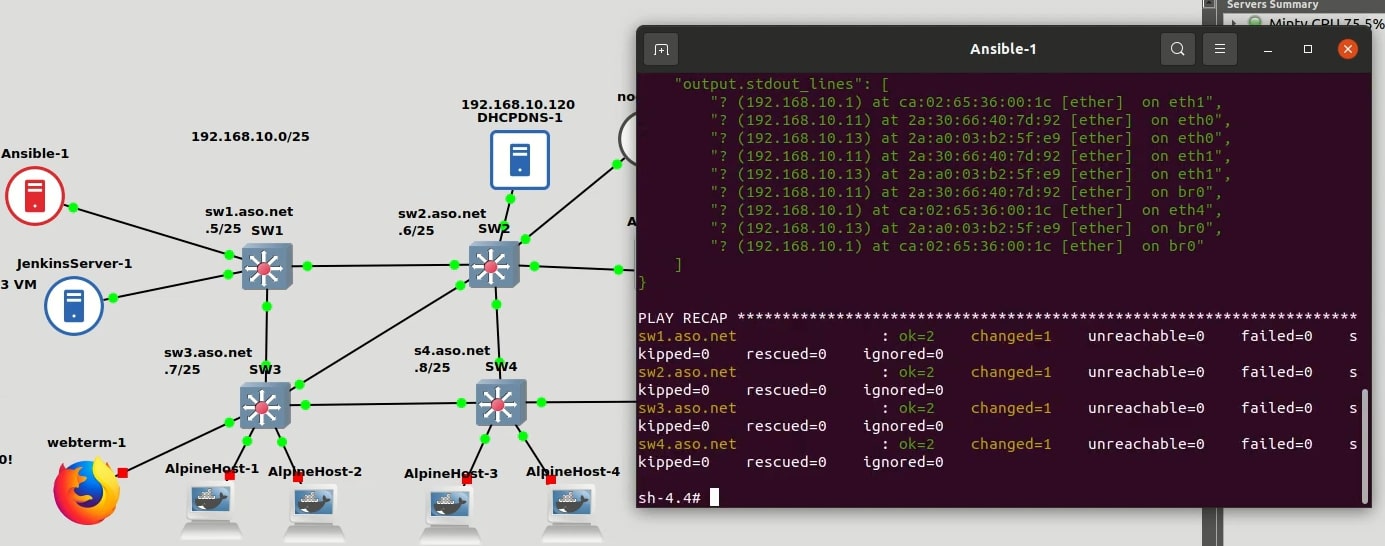 Servers Summary
Minty CPU 75.5%
Ansible-1
192.168.10.120
DHCPDNS-1
192.168.10.0/25
Ansible-1
sw1.aso.net
.5/25 SW1
sw2.aso.net
.6/25 SW2
JenkinsServer-1
3 VM
sw3.aso.net
.7/25 SW3
s4.aso.net
.8/25 SW4
webterm-1
0!
AlpineHost-1
AlpineHost-2
AlpineHost-3
AlpineHost-4
"output.stdout_lines": [
"? (192.168.10.1) at ca:02:65:36:00:1c [ether]  on eth1",
"? (192.168.10.11) at 2a:30:66:40:7d:92 [ether]  on eth0",
"? (192.168.10.13) at 2a:a0:03:b2:5f:e9 [ether]  on eth0",
"? (192.168.10.11) at 2a:30:66:40:7d:92 [ether]  on eth1",
"? (192.168.10.13) at 2a:a0:03:b2:5f:e9 [ether]  on eth1",
"? (192.168.10.11) at 2a:30:66:40:7d:92 [ether]  on br0",
"? (192.168.10.1) at ca:02:65:36:00:1c [ether]  on eth4",
"? (192.168.10.13) at 2a:a0:03:b2:5f:e9 [ether]  on br0",
"? (192.168.10.1) at ca:02:65:36:00:1c [ether]  on br0"
]
}
PLAY RECAP *********************************************************************
sw1.aso.net                : ok=2    changed=1    unreachable=0    failed=0    s
kipped=0    rescued=0    ignored=0
sw2.aso.net                : ok=2    changed=1    unreachable=0    failed=0    s
kipped=0    rescued=0    ignored=0
sw3.aso.net                : ok=2    changed=1    unreachable=0    failed=0    s
kipped=0    rescued=0    ignored=0
sw4.aso.net                : ok=2    changed=1    unreachable=0    failed=0    s
kipped=0    rescued=0    ignored=0
sh-4.4#